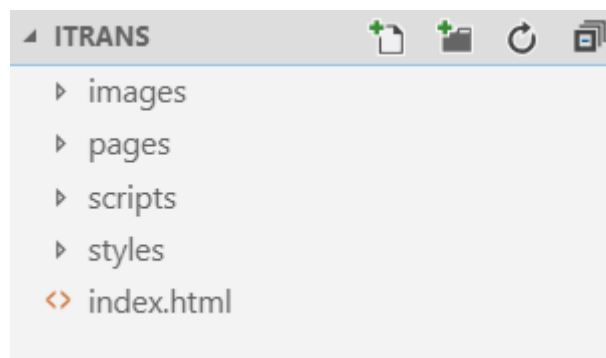 ITRANS
images
pages
scripts
styles
index.html